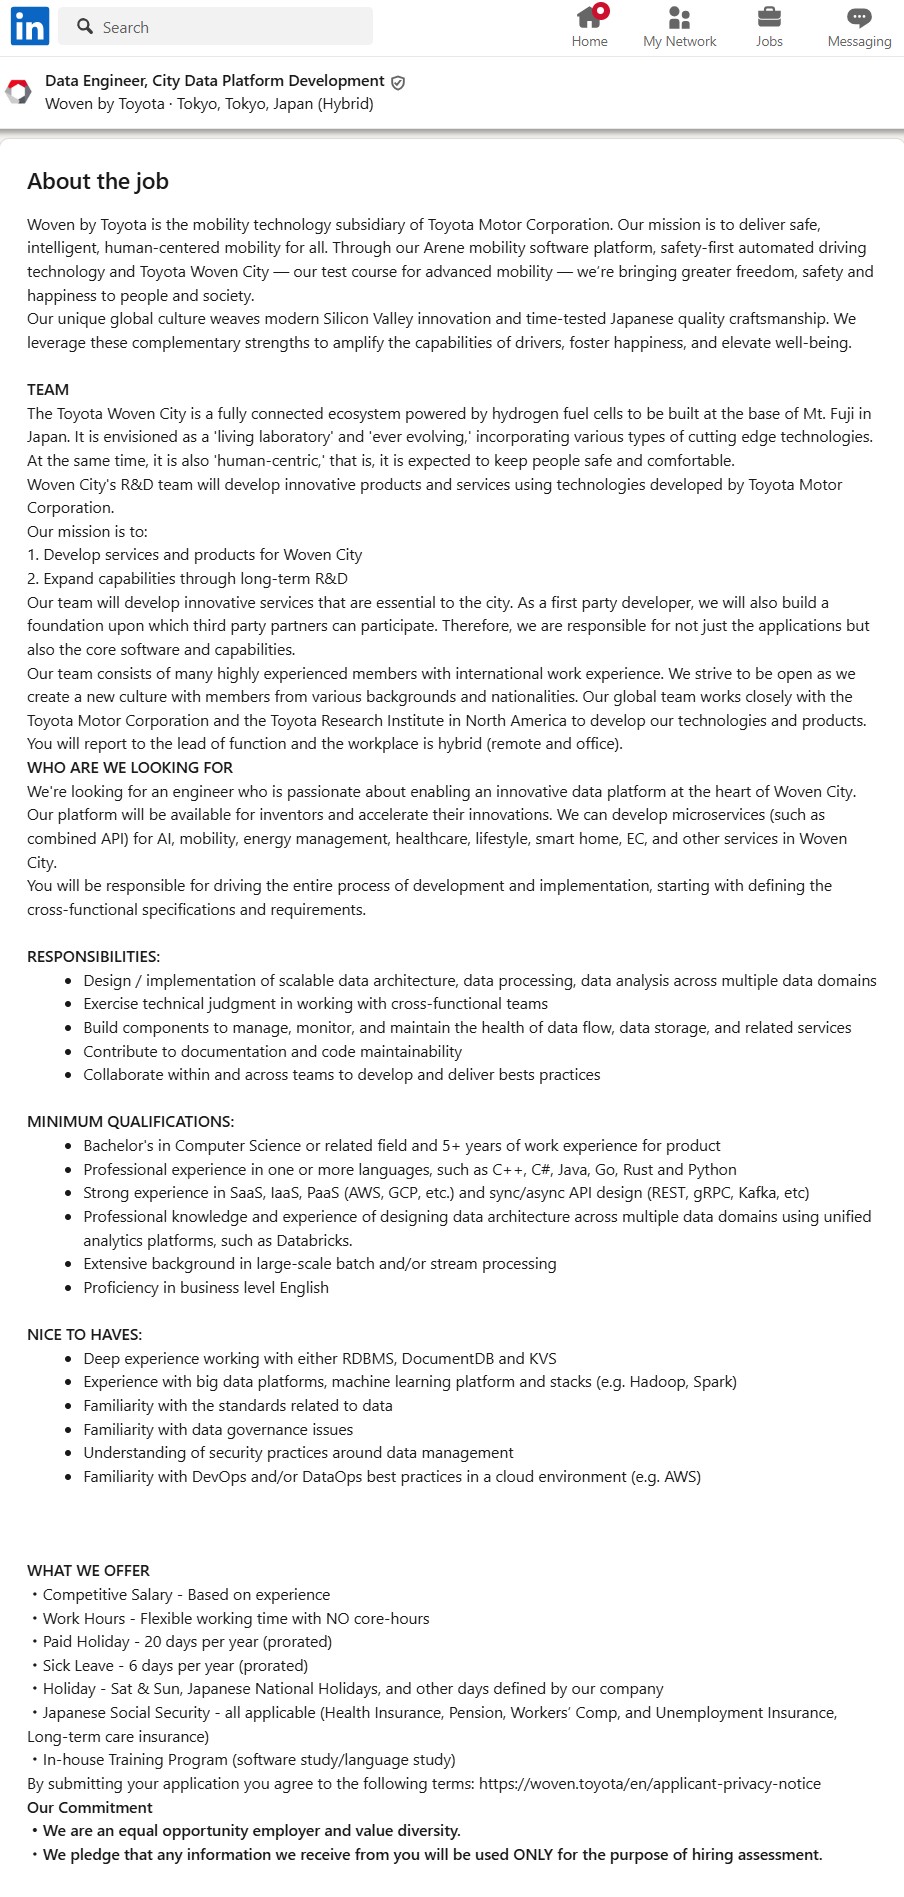 in
Search
Home
My Network
Jobs
Messaging
Data Engineer, City Data Platform Development
Woven by Toyota · Tokyo, Tokyo, Japan (Hybrid)
About the job
Woven by Toyota is the mobility technology subsidiary of Toyota Motor Corporation. Our mission is to deliver safe,
intelligent, human-centered mobility for all. Through our Arene mobility software platform, safety-first automated driving
technology and Toyota Woven City — our test course for advanced mobility — we’re bringing greater freedom, safety and
happiness to people and society.
Our unique global culture weaves modern Silicon Valley innovation and time-tested Japanese quality craftsmanship. We
leverage these complementary strengths to amplify the capabilities of drivers, foster happiness, and elevate well-being.
TEAM
The Toyota Woven City is a fully connected ecosystem powered by hydrogen fuel cells to be built at the base of Mt. Fuji in
Japan. It is envisioned as a 'living laboratory' and 'ever evolving,' incorporating various types of cutting edge technologies.
At the same time, it is also 'human-centric,' that is, it is expected to keep people safe and comfortable.
Woven City's R&D team will develop innovative products and services using technologies developed by Toyota Motor
Corporation.
Our mission is to:
1. Develop services and products for Woven City
2. Expand capabilities through long-term R&D
Our team will develop innovative services that are essential to the city. As a first party developer, we will also build a
foundation upon which third party partners can participate. Therefore, we are responsible for not just the applications but
also the core software and capabilities.
Our team consists of many highly experienced members with international work experience. We strive to be open as we
create a new culture with members from various backgrounds and nationalities. Our global team works closely with the
Toyota Motor Corporation and the Toyota Research Institute in North America to develop our technologies and products.
You will report to the lead of function and the workplace is hybrid (remote and office).
WHO ARE WE LOOKING FOR
We're looking for an engineer who is passionate about enabling an innovative data platform at the heart of Woven City.
Our platform will be available for inventors and accelerate their innovations. We can develop microservices (such as
combined API) for AI, mobility, energy management, healthcare, lifestyle, smart home, EC, and other services in Woven
City.
You will be responsible for driving the entire process of development and implementation, starting with defining the
cross-functional specifications and requirements.
RESPONSIBILITIES:
• Design / implementation of scalable data architecture, data processing, data analysis across multiple data domains
• Exercise technical judgment in working with cross-functional teams
• Build components to manage, monitor, and maintain the health of data flow, data storage, and related services
• Contribute to documentation and code maintainability
• Collaborate within and across teams to develop and deliver bests practices
MINIMUM QUALIFICATIONS:
• Bachelor's in Computer Science or related field and 5+ years of work experience for product
• Professional experience in one or more languages, such as C++, C#, Java, Go, Rust and Python
• Strong experience in SaaS, IaaS, PaaS (AWS, GCP, etc.) and sync/async API design (REST, gRPC, Kafka, etc)
• Professional knowledge and experience of designing data architecture across multiple data domains using unified
analytics platforms, such as Databricks.
• Extensive background in large-scale batch and/or stream processing
• Proficiency in business level English
NICE TO HAVES:
• Deep experience working with either RDBMS, DocumentDB and KVS
• Experience with big data platforms, machine learning platform and stacks (e.g. Hadoop, Spark)
• Familiarity with the standards related to data
• Familiarity with data governance issues
• Understanding of security practices around data management
• Familiarity with DevOps and/or DataOps best practices in a cloud environment (e.g. AWS)
WHAT WE OFFER
・Competitive Salary - Based on experience
・Work Hours - Flexible working time with NO core-hours
・Paid Holiday - 20 days per year (prorated)
・Sick Leave - 6 days per year (prorated)
・Holiday - Sat & Sun, Japanese National Holidays, and other days defined by our company
・Japanese Social Security - all applicable (Health Insurance, Pension, Workers’ Comp, and Unemployment Insurance,
Long-term care insurance)
・In-house Training Program (software study/language study)
By submitting your application you agree to the following terms: https://woven.toyota/en/applicant-privacy-notice
Our Commitment
・We are an equal opportunity employer and value diversity.
・We pledge that any information we receive from you will be used ONLY for the purpose of hiring assessment.